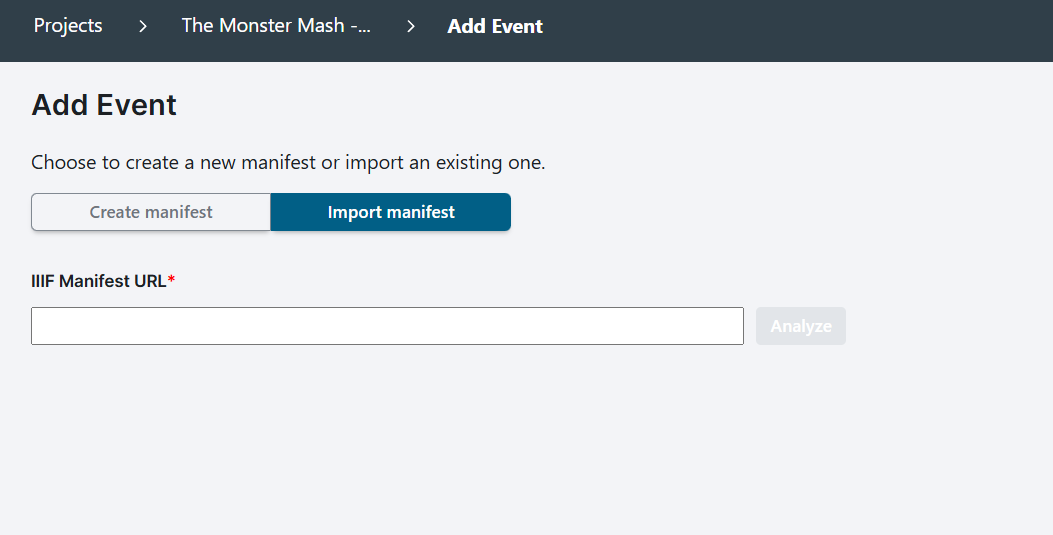 Projects > The Monster Mash -... > Add Event
Add Event
Choose to create a new manifest or import an existing one.
Create manifest Import manifest
IIIF Manifest URL*
Analyze